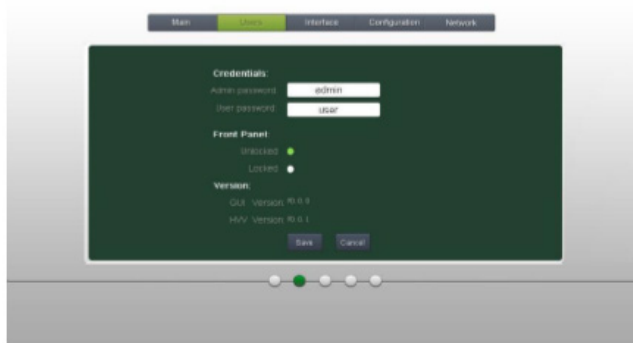 Main Users Interface Configuration Network
Credentials:
Admin password admin
User password user
Front Panel:
Unlocked
Locked
Version:
GUI Version:
HW Version:
Save Cancel